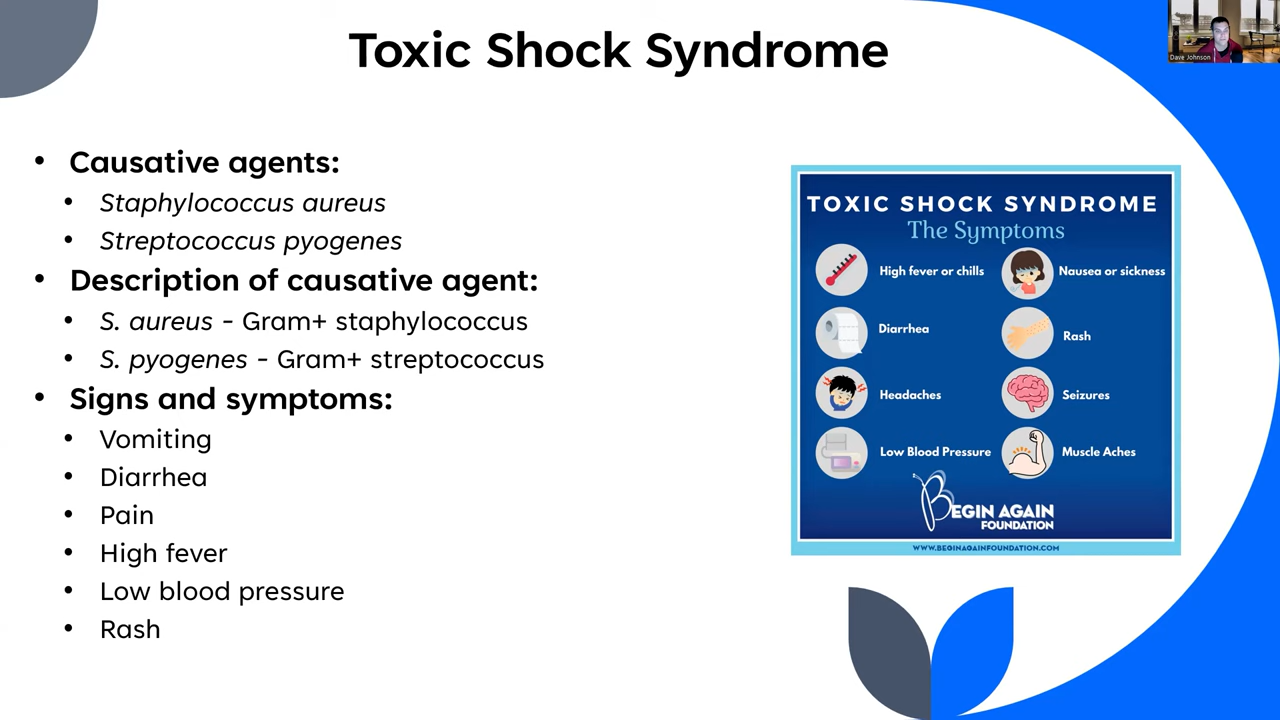 Toxic Shock Syndrome
Dave Johnson
• Causative agents:
• Staphylococcus aureus
• Streptococcus pyogenes
• Description of causative agent:
• S. aureus - Gram+ staphylococcus
• S. pyogenes - Gram+ streptococcus
• Signs and symptoms:
• Vomiting
• Diarrhea
• Pain
• High fever
• Low blood pressure
• Rash
TOXIC SHOCK SYNDROME
The Symptoms
High fever or chills
Nausea or sickness
Diarrhea
Rash
Headaches
Seizures
Low Blood Pressure
Muscle Aches
BEGIN AGAIN
FOUNDATION
WWW.BEGINAGAINFOUNDATION.COM